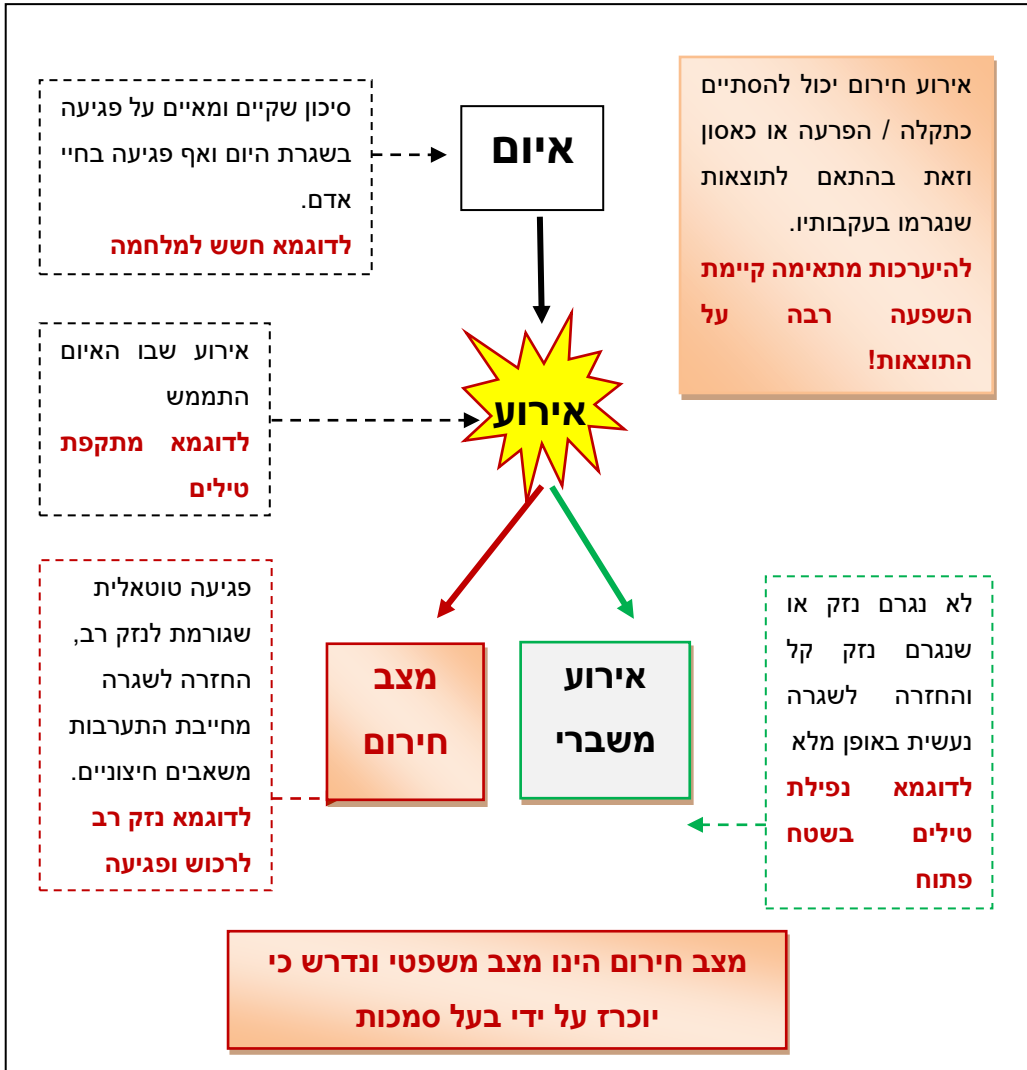 אירוע חירום יכול להסתיים
כתקלה / הפרעה או כאסון
וזאת בהתאם לתוצאות
שנגרמו בעקבותיו.
להיערכות מתאימה קיימת
השפעה רבה על
התוצאות!
איום
סיכון שקיים ומאיים על פגיעה
בשגרת היום ואף פגיעה בחיי
אדם.
לדוגמא חשש למלחמה
אירוע
אירוע שבו האיום
התממש
לדוגמא מתקפת
טילים
לא נגרם נזק או
שנגרם נזק קל
והחזרה לשגרה
נעשית באופן מלא
לדוגמא נפילת
טילים בשטח
פתוח
אירוע
משברי
מצב
חירום
פגיעה טוטאלית
שגורמת לנזק רב,
החזרה לשגרה
מחייבת התערבות
משאבים חיצוניים.
לדוגמא נזק רב
לרכוש ופגיעה
מצב חירום הינו מצב משפטי ונדרש כי
יוכרז על ידי בעל סמכות